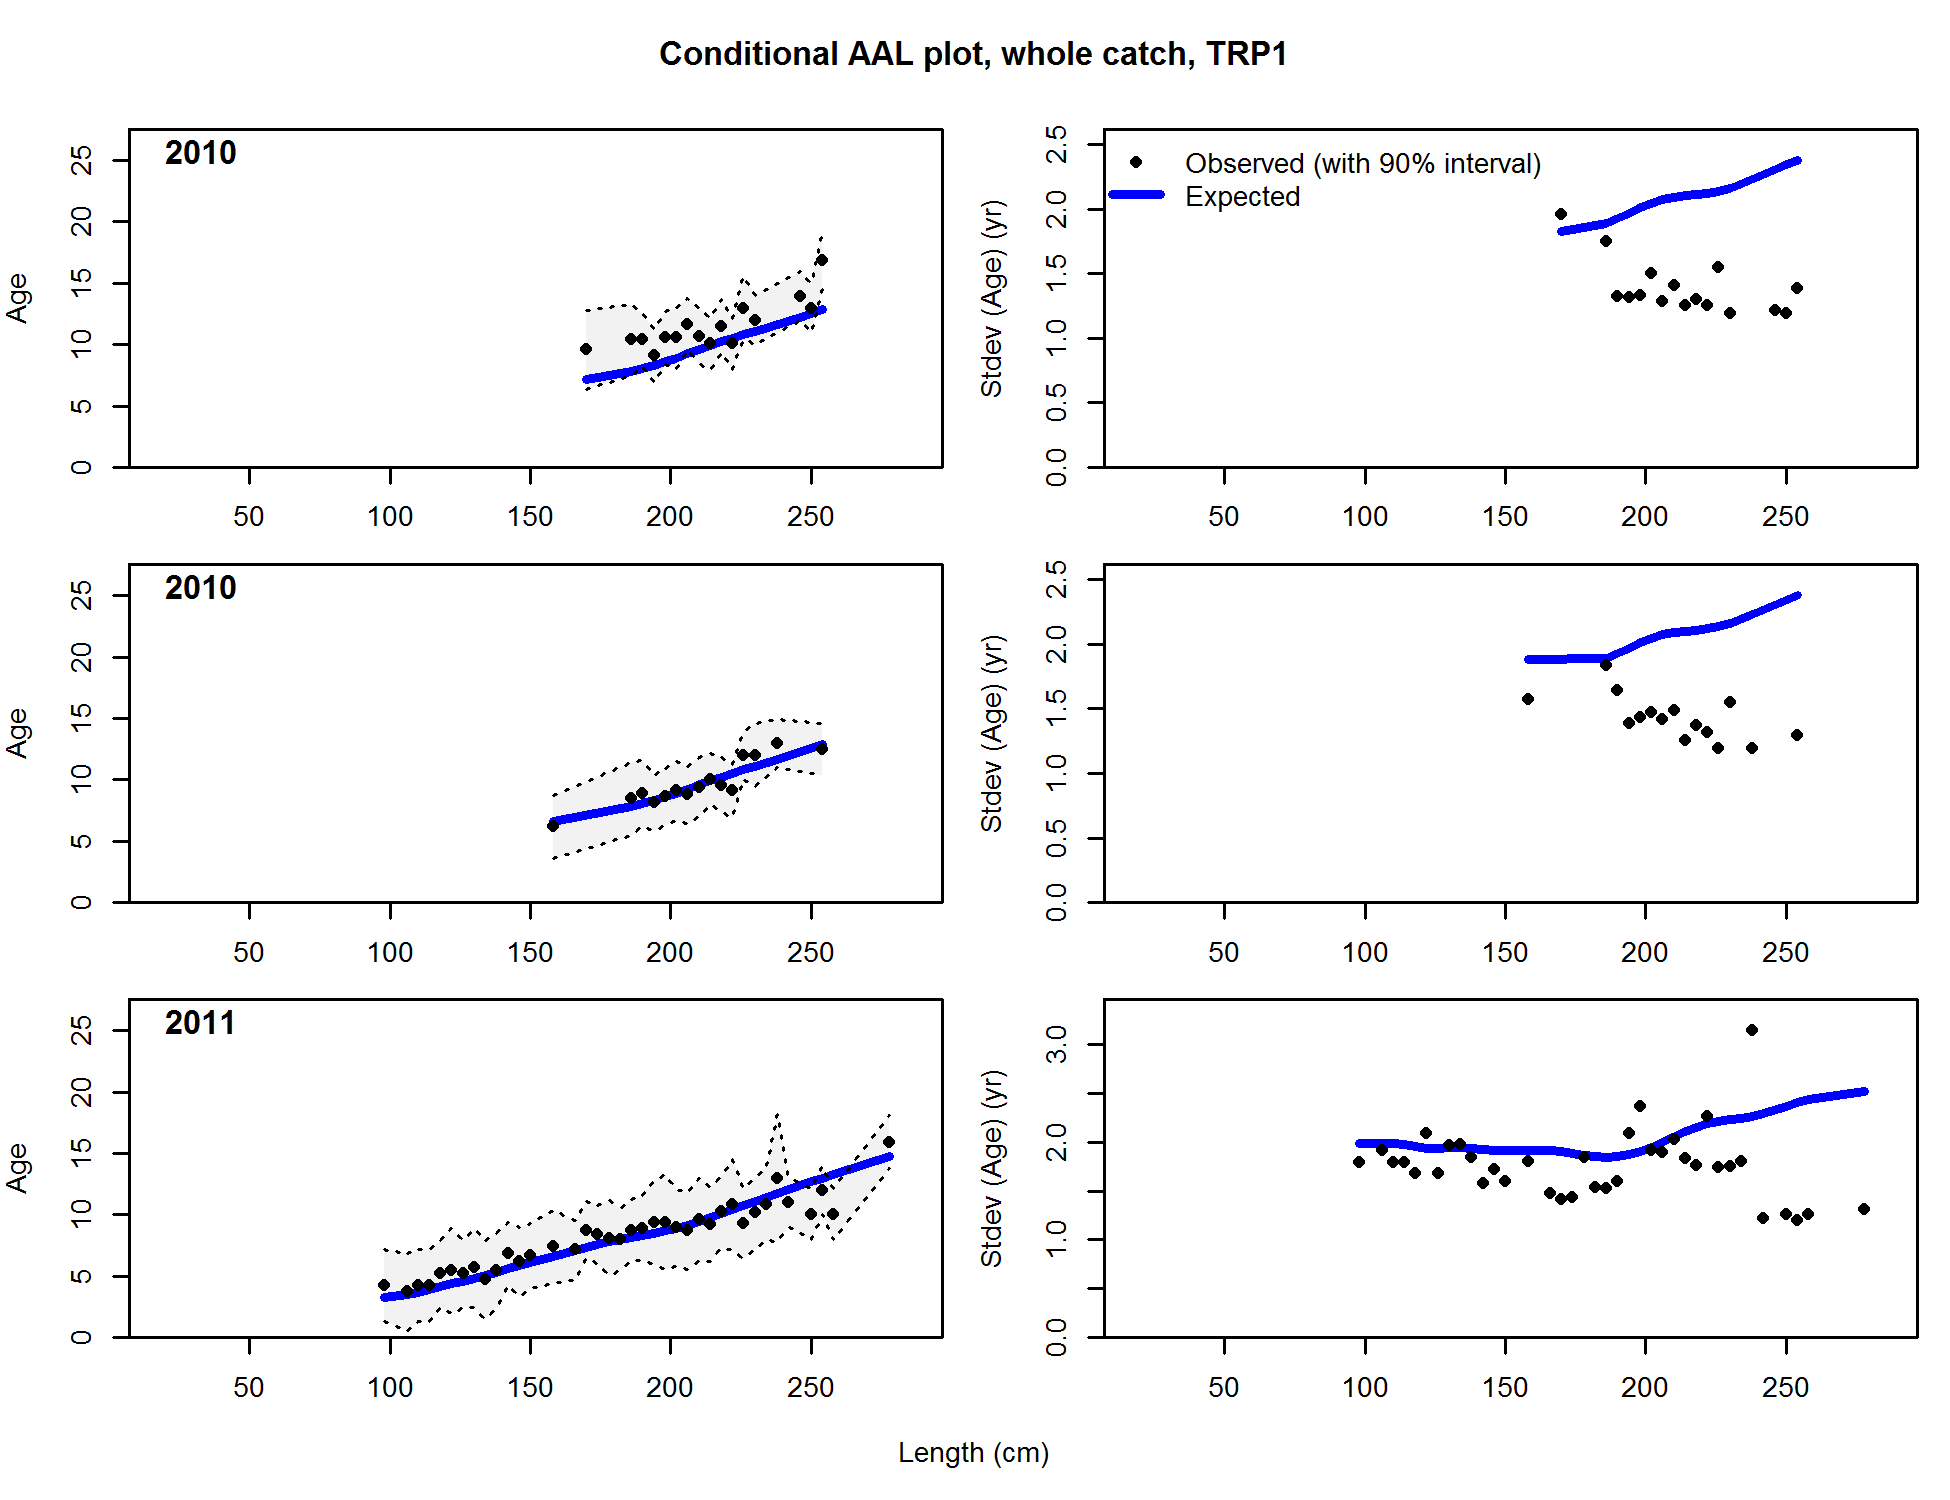 Conditional AAL plot, whole catch, TRP1
2010
Age
0 5 10 15 20 25
50 100 150 200 250
Observed (with 90% interval)
Expected
Stdev (Age) (yr)
0.0 0.5 1.0 1.5 2.0 2.5
50 100 150 200 250
2010
Age
0 5 10 15 20 25
50 100 150 200 250
Stdev (Age) (yr)
0.0 0.5 1.0 1.5 2.0 2.5
50 100 150 200 250
2011
Age
0 5 10 15 20 25
50 100 150 200 250
Stdev (Age) (yr)
0.0 1.0 2.0 3.0
50 100 150 200 250
Length (cm)